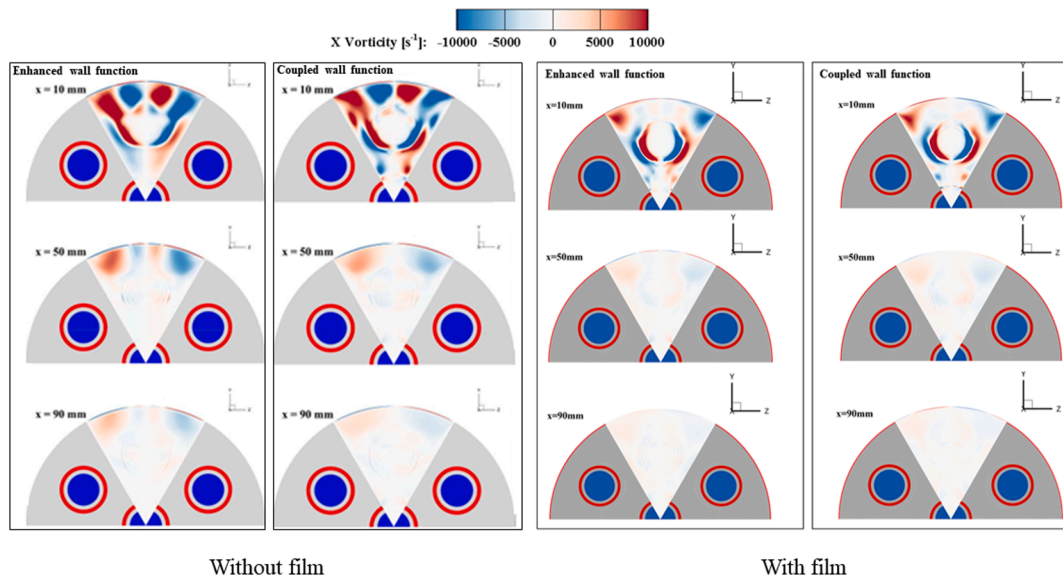 X Vorticity [s⁻¹]: -10000 -5000 0 5000 10000
Enhanced wall function
x = 10 mm
x = 50 mm
x = 90 mm
Coupled wall function
x = 10 mm
x = 50 mm
x = 90 mm
Enhanced wall function
x=10mm
Y
X
Z
x=50mm
Y
X
Z
x=90mm
Y
X
Z
Coupled wall function
x=10mm
Y
X
Z
x=50mm
Y
X
Z
x=90mm
Y
X
Z
Without film
With film